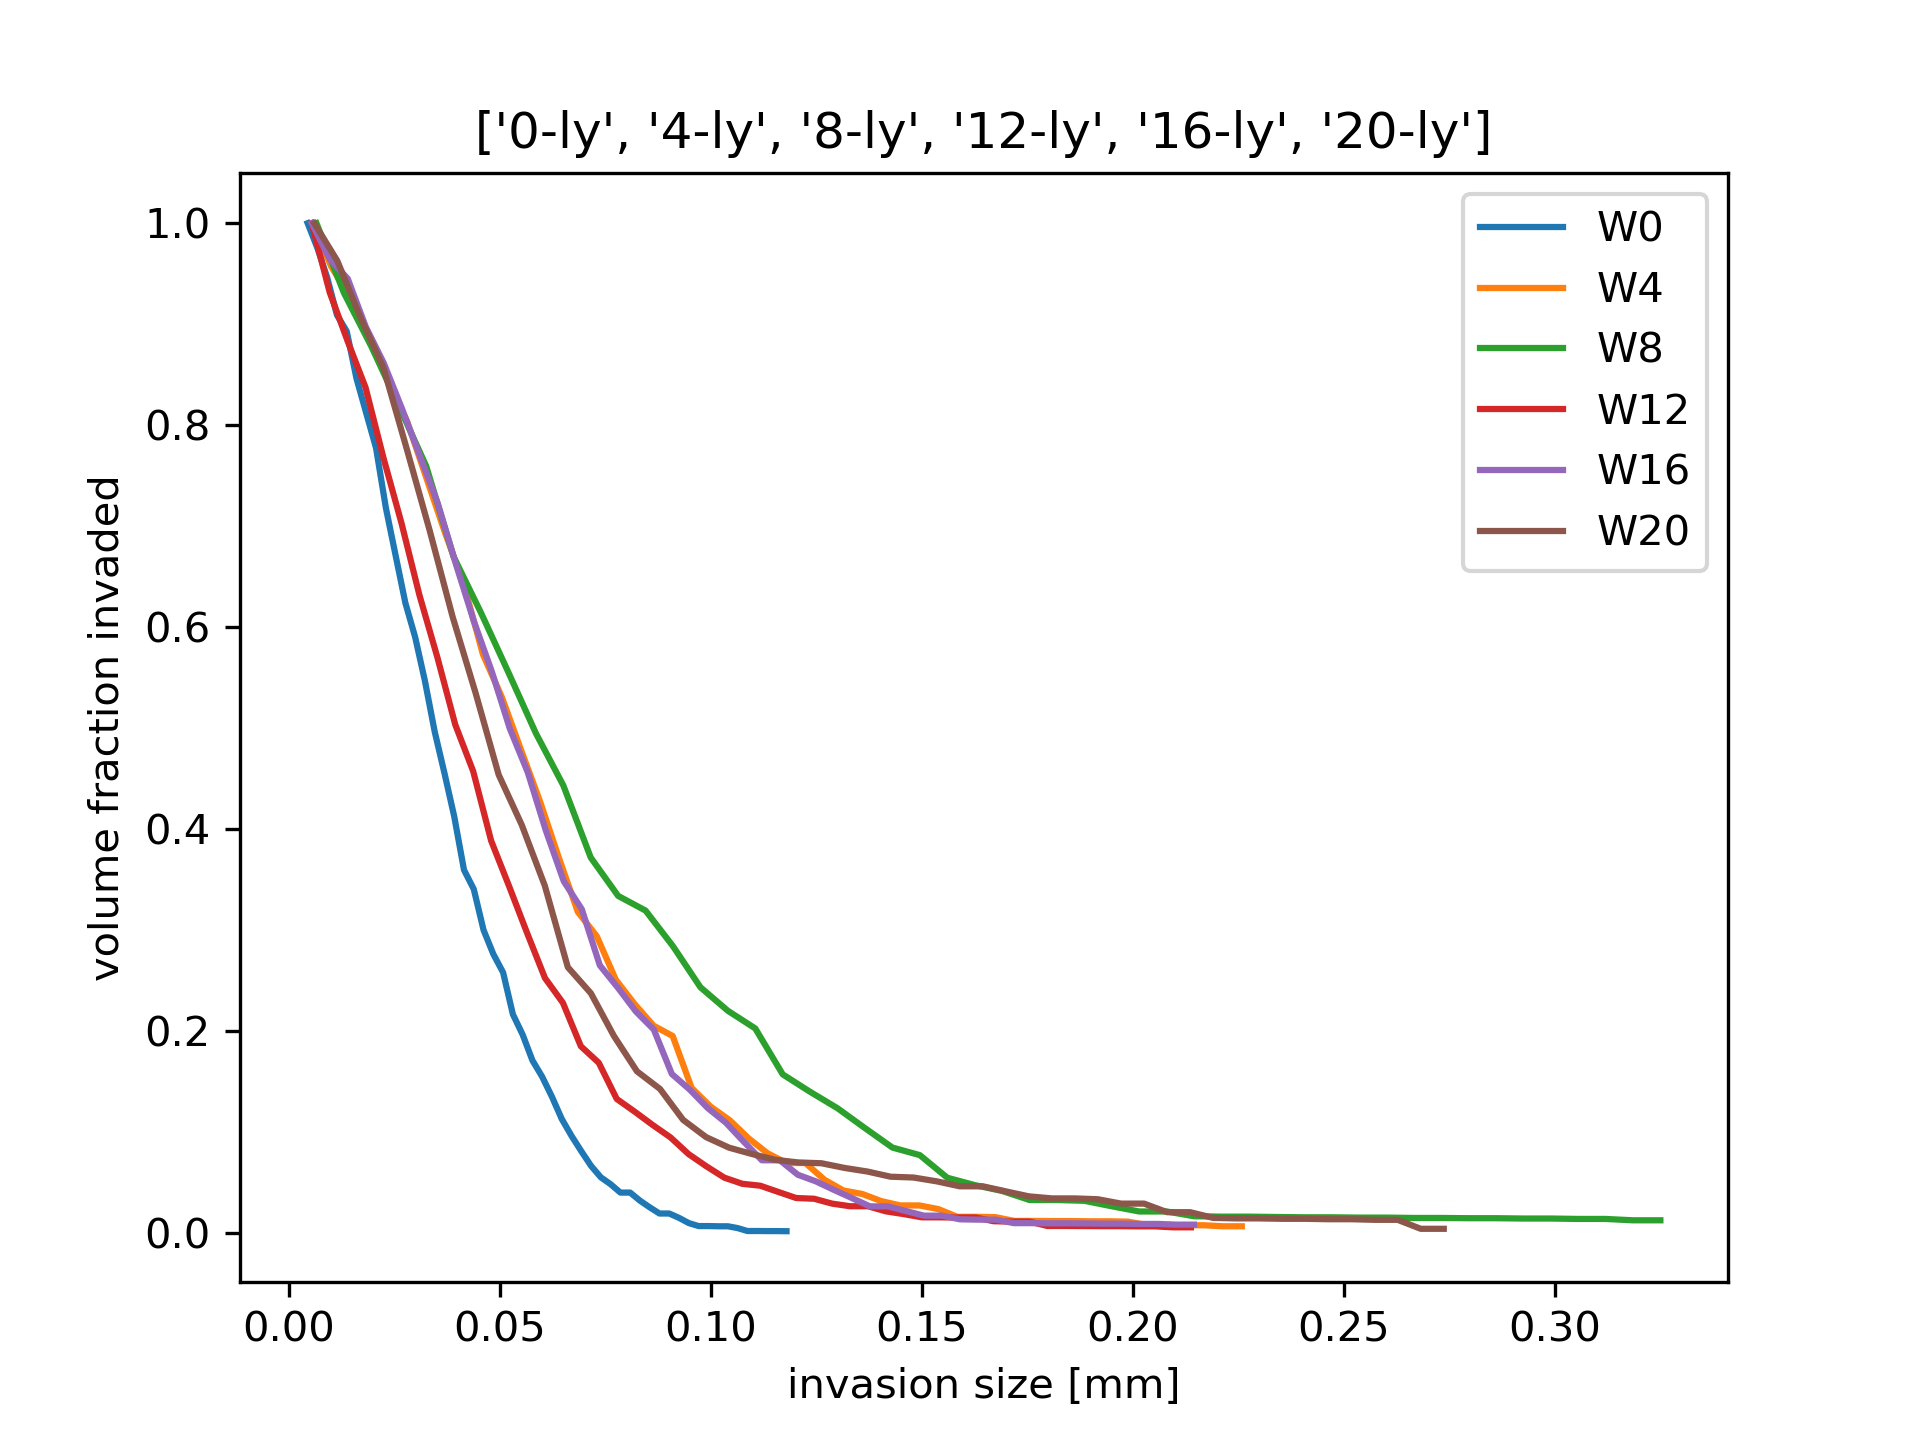 ['0-ly', '4-ly', '8-ly', '12-ly', '16-ly', '20-ly']
1.0
0.8
0.6
0.4
0.2
0.0
volume fraction invaded
W0
W4
W8
W12
W16
W20
0.00 0.05 0.10 0.15 0.20 0.25 0.30
invasion size [mm]